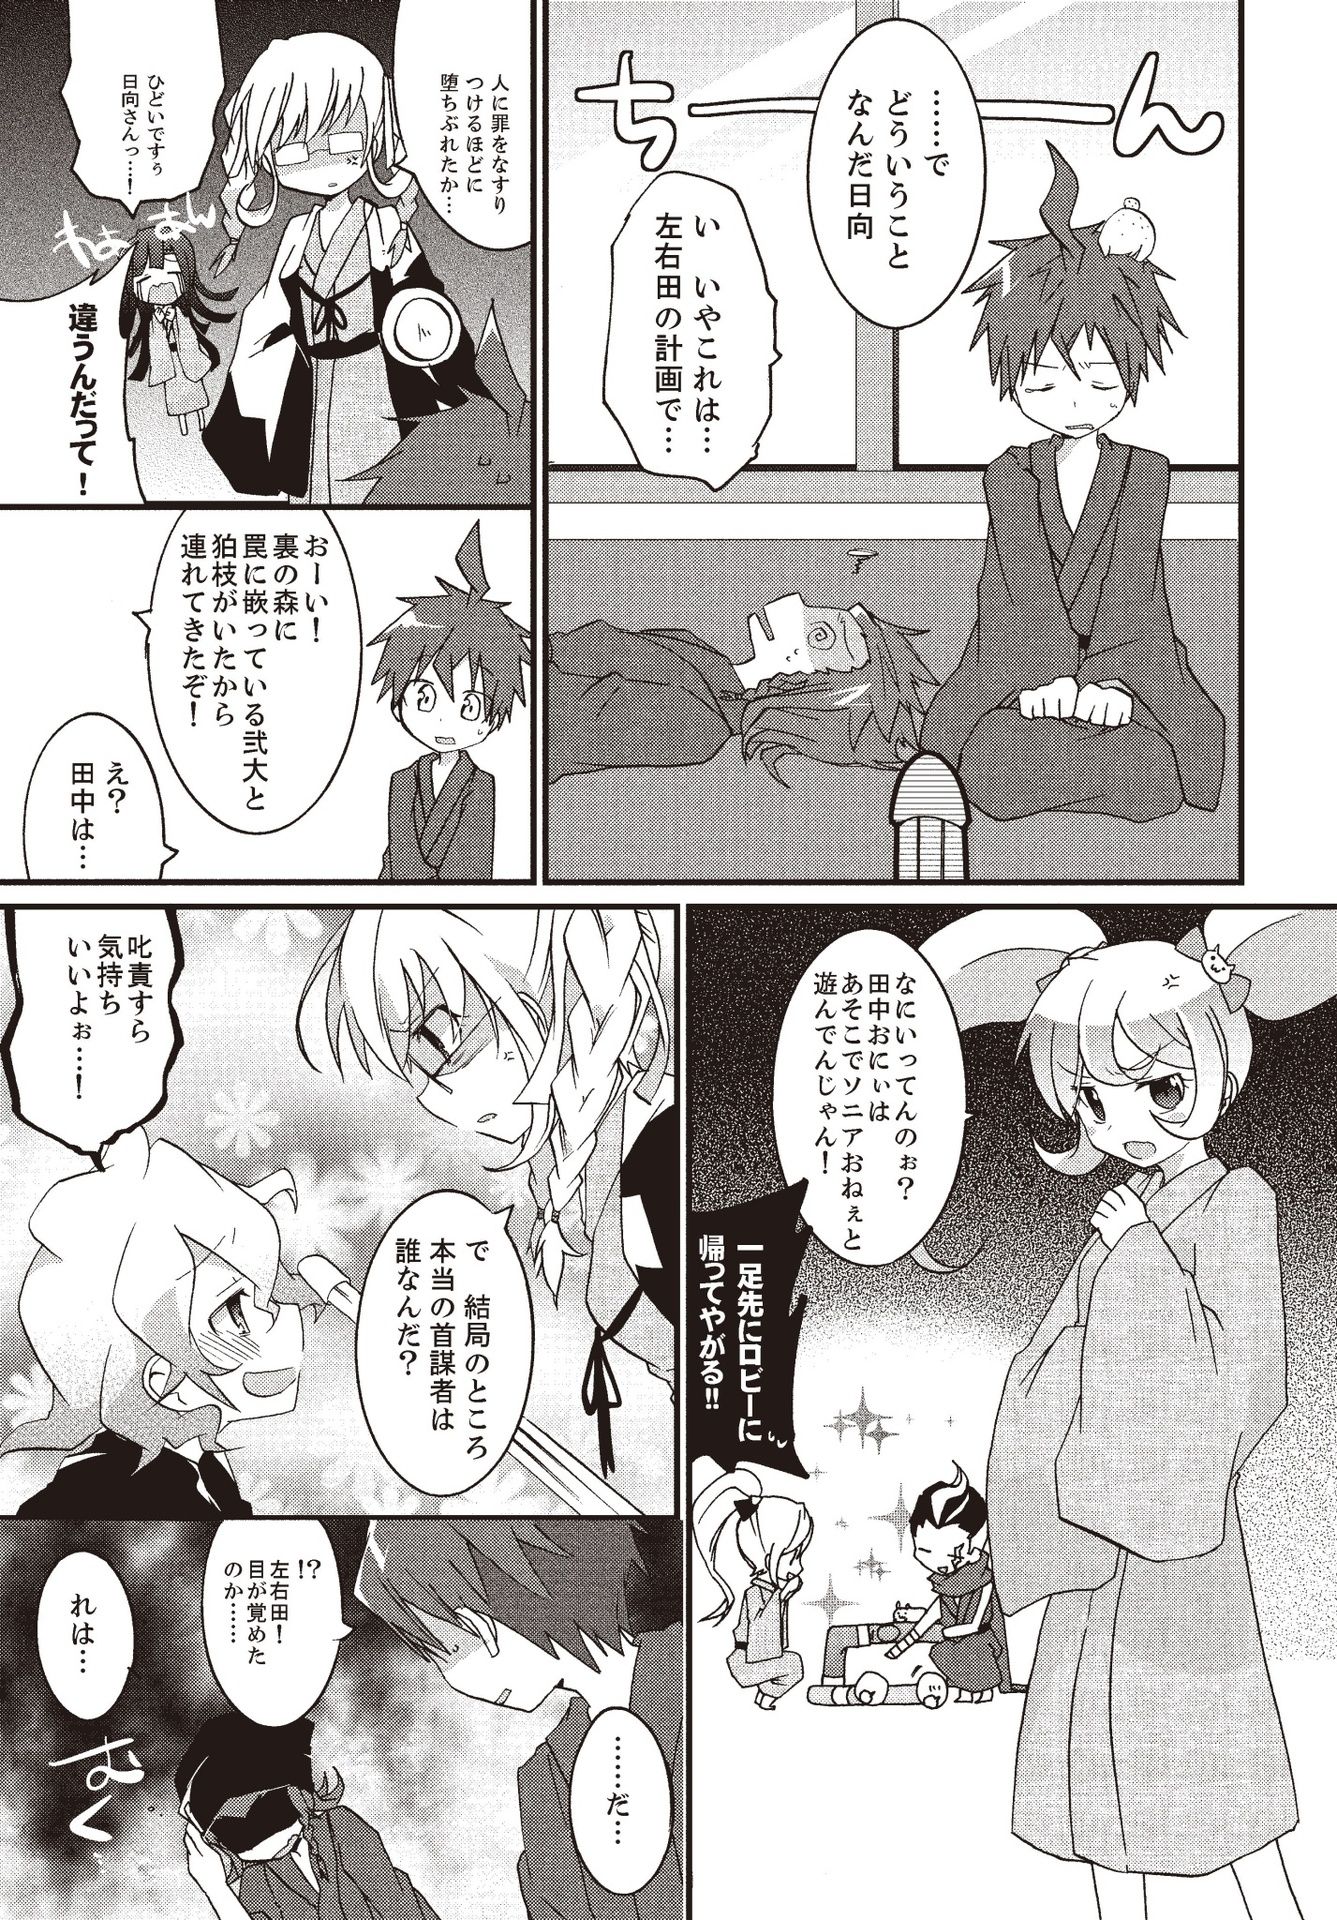 ちーん
……で
どういうこと
なんだ日向
い いやこれは…
左右田の計画で…
人に罪をなすり
つけるほどに
堕ちぶれたか…
ひどいですぅ
日向さんっ…!
わぁ
まぁん
違うんだって!
おーい!
裏の森に
罠に嵌っている弐大と
狛枝がいたから
連れてきたぞ!
え?
田中は…
なにいってんのぉ?
田中おにぃは
あそこでソニアおねぇと
遊んでんじゃん!
一足先にロビーに
帰ってやがる!!
叱責すら
気持ち
いいよぉ…!
で 結局のところ
本当の首謀者は
誰なんだ?
……だ…
!?
左右田!
目が覚めた
のか……
れは…
むく